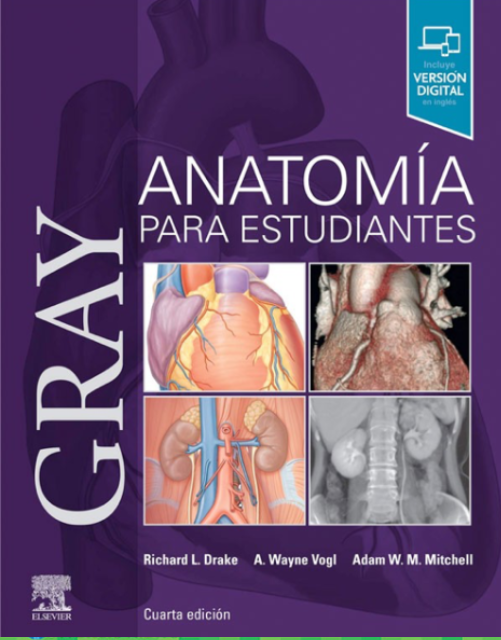 Incluye
VERSIÓN
DIGITAL
en inglés
GRAY
ANATOMÍA
PARA ESTUDIANTES
Richard L. Drake A. Wayne Vogl Adam W. M. Mitchell
ELSEVIER
Cuarta edición